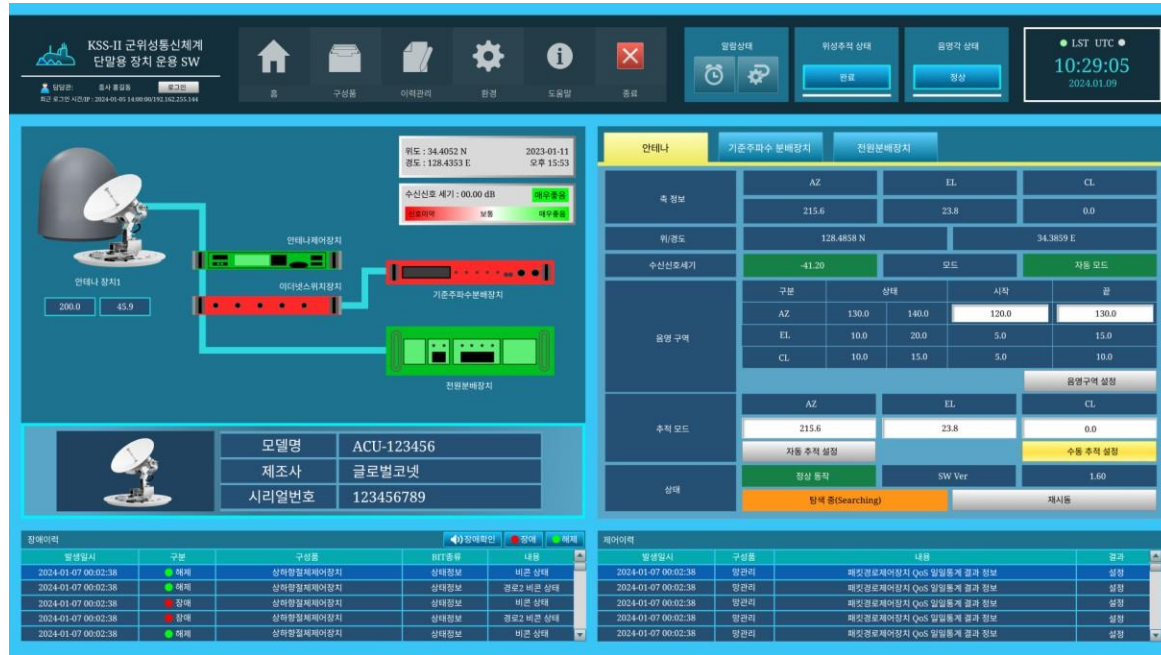 KSS-II 군위성통신체계
단말용 장치 운용 SW
담당관: 중사 홍길동 로그인
최근 로그인 시간/IP : 2024-01-05 14:00:00/192.162.255.144
홈 구성품 이력관리 환경 도움말 종료
알람상태
위성추적 상태
완료
음영각 상태
정상
LST UTC
10:29:05
2024.01.09
위도 : 34.4052 N 2023-01-11
경도 : 128.4353 E 오후 15:53
수신신호 세기 : 00.00 dB 매우좋음
신호미약 보통 매우좋음
안테나 장치1
200.0 45.9
안테나제어장치
이더넷스위치장치
기준주파수분배장치
전원분배장치
모델명 ACU-123456
제조사 글로벌코넷
시리얼번호 123456789
안테나 기준주파수 분배장치 전원분배장치
축 정보 AZ EL CL
215.6 23.8 0.0
위/경도 128.4858 N 34.3859 E
수신신호세기 -41.20 모드 자동 모드
음영 구역 구분 상태 시작 끝
AZ 130.0 140.0 120.0 130.0
EL 10.0 20.0 5.0 15.0
CL 10.0 15.0 5.0 10.0
음영구역 설정
추적 모드 AZ EL CL
215.6 23.8 0.0
자동 추적 설정 수동 추적 설정
상태 정상 동작 SW Ver 1.60
탐색 중(Searching) 재시동
장애이력 장애확인 장애 해제
발생일시 구분 구성품 BIT종류 내용
2024-01-07 00:02:38 해제 상하향절체제어장치 상태정보 비콘 상태
2024-01-07 00:02:38 해제 상하향절체제어장치 상태정보 경로2 비콘 상태
2024-01-07 00:02:38 장애 상하향절체제어장치 상태정보 비콘 상태
2024-01-07 00:02:38 장애 상하향절체제어장치 상태정보 경로2 비콘 상태
2024-01-07 00:02:38 해제 상하향절체제어장치 상태정보 비콘 상태
제어이력
발생일시 구성품 내용 결과
2024-01-07 00:02:38 망관리 패킷경로제어장치 QoS 일일통계 결과 정보 설정
2024-01-07 00:02:38 망관리 패킷경로제어장치 QoS 일일통계 결과 정보 설정
2024-01-07 00:02:38 망관리 패킷경로제어장치 QoS 일일통계 결과 정보 설정
2024-01-07 00:02:38 망관리 패킷경로제어장치 QoS 일일통계 결과 정보 설정
2024-01-07 00:02:38 망관리 패킷경로제어장치 QoS 일일통계 결과 정보 설정